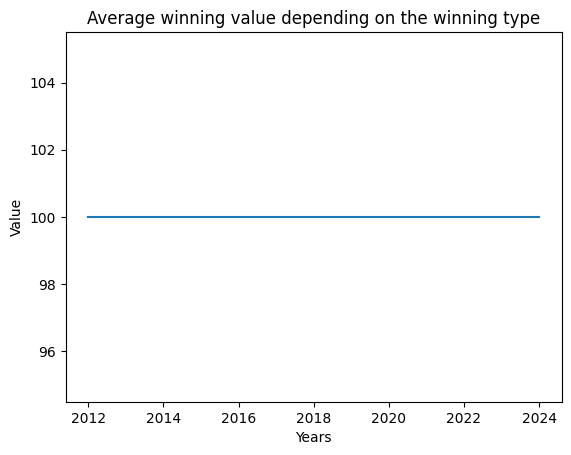 Average winning value depending on the winning type
104
102
100
98
96
Value
2012 2014 2016 2018 2020 2022 2024
Years